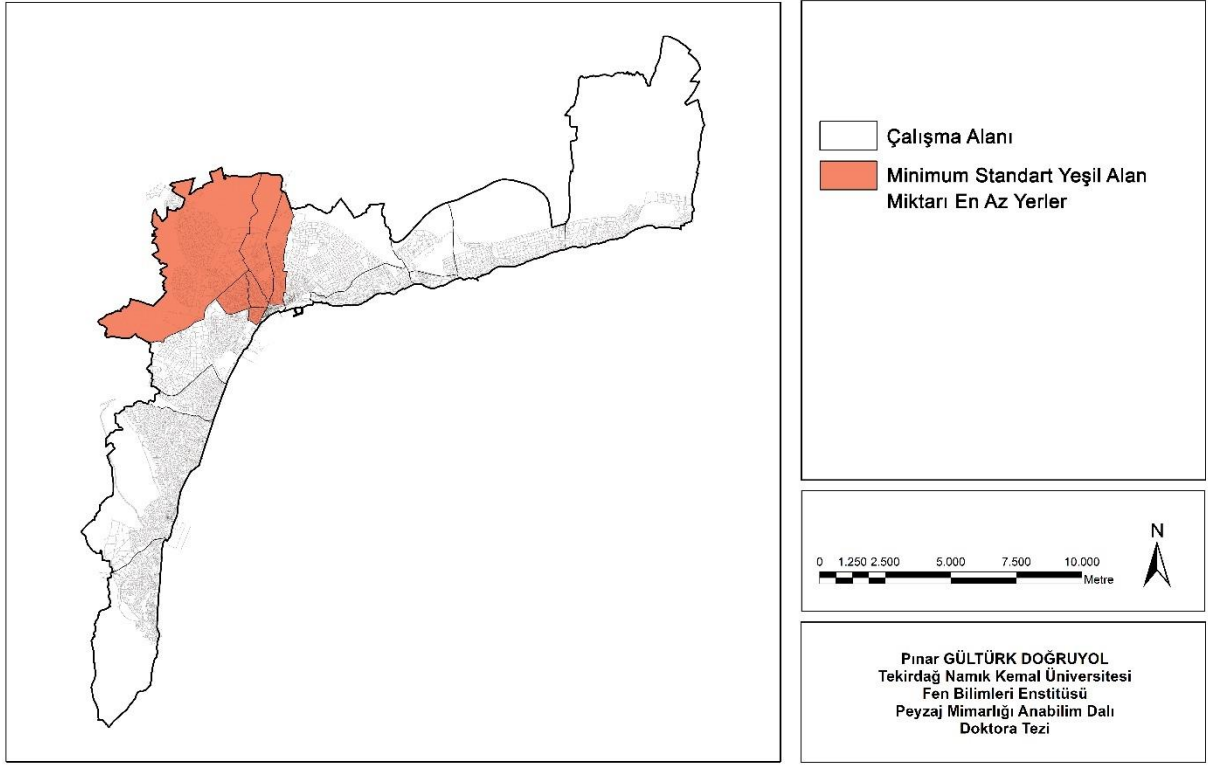 Çalışma Alanı
Minimum Standart Yeşil Alan
Miktarı En Az Yerler
N
0 1.250 2.500 5.000 7.500 10.000
Metre
Pınar GÜLTÜRK DOĞRUYOL
Tekirdağ Namık Kemal Üniversitesi
Fen Bilimleri Enstitüsü
Peyzaj Mimarlığı Anabilim Dalı
Doktora Tezi